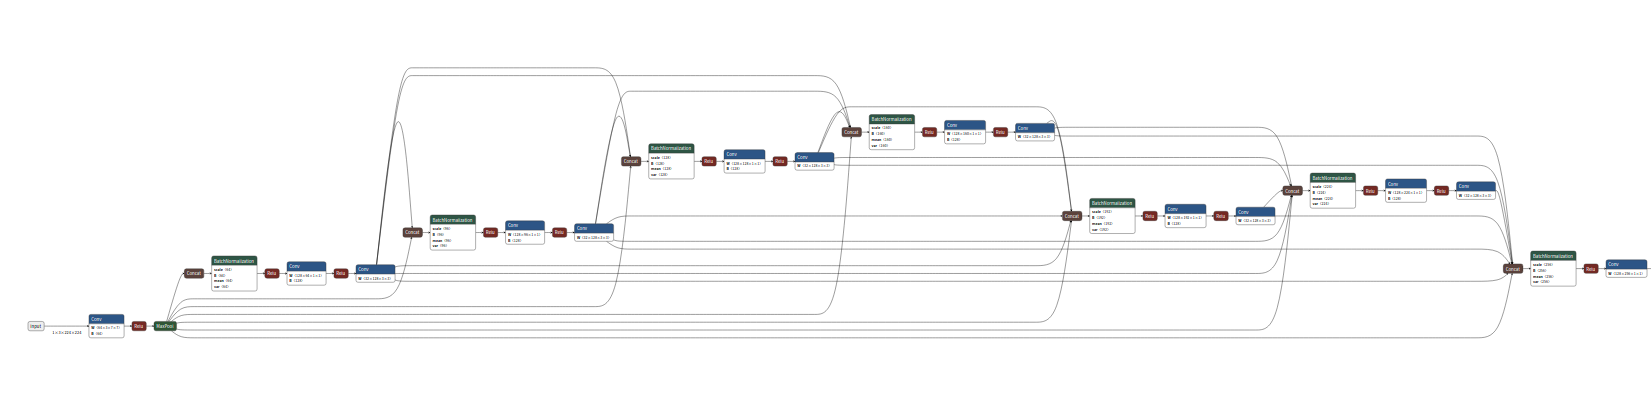 input
1×3×224×224
Conv
W ⟨64×3×7×7⟩
B ⟨64⟩
Relu
MaxPool
Concat
BatchNormalization
scale ⟨64⟩
B ⟨64⟩
mean ⟨64⟩
var ⟨64⟩
Relu
Conv
W ⟨128×64×1×1⟩
B ⟨128⟩
Relu
Conv
W ⟨32×128×3×3⟩
Concat
BatchNormalization
scale ⟨96⟩
B ⟨96⟩
mean ⟨96⟩
var ⟨96⟩
Relu
Conv
W ⟨128×96×1×1⟩
B ⟨128⟩
Relu
Conv
W ⟨32×128×3×3⟩
Concat
BatchNormalization
scale ⟨128⟩
B ⟨128⟩
mean ⟨128⟩
var ⟨128⟩
Relu
Conv
W ⟨128×128×1×1⟩
B ⟨128⟩
Relu
Conv
W ⟨32×128×3×3⟩
Concat
BatchNormalization
scale ⟨160⟩
B ⟨160⟩
mean ⟨160⟩
var ⟨160⟩
Relu
Conv
W ⟨128×160×1×1⟩
B ⟨128⟩
Relu
Conv
W ⟨32×128×3×3⟩
Concat
BatchNormalization
scale ⟨192⟩
B ⟨192⟩
mean ⟨192⟩
var ⟨192⟩
Relu
Conv
W ⟨128×192×1×1⟩
B ⟨128⟩
Relu
Conv
W ⟨32×128×3×3⟩
Concat
BatchNormalization
scale ⟨224⟩
B ⟨224⟩
mean ⟨224⟩
var ⟨224⟩
Relu
Conv
W ⟨128×224×1×1⟩
B ⟨128⟩
Relu
Conv
W ⟨32×128×3×3⟩
Concat
BatchNormalization
scale ⟨256⟩
B ⟨256⟩
mean ⟨256⟩
var ⟨256⟩
Relu
Conv
W ⟨128×256×1×1⟩